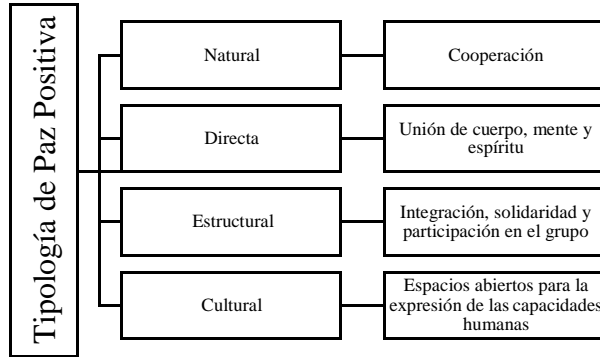 Tipología de Paz Positiva
Natural
Cooperación
Directa
Unión de cuerpo, mente y
espíritu
Estructural
Integración, solidaridad y
participación en el grupo
Cultural
Espacios abiertos para la
expresión de las capacidades
humanas